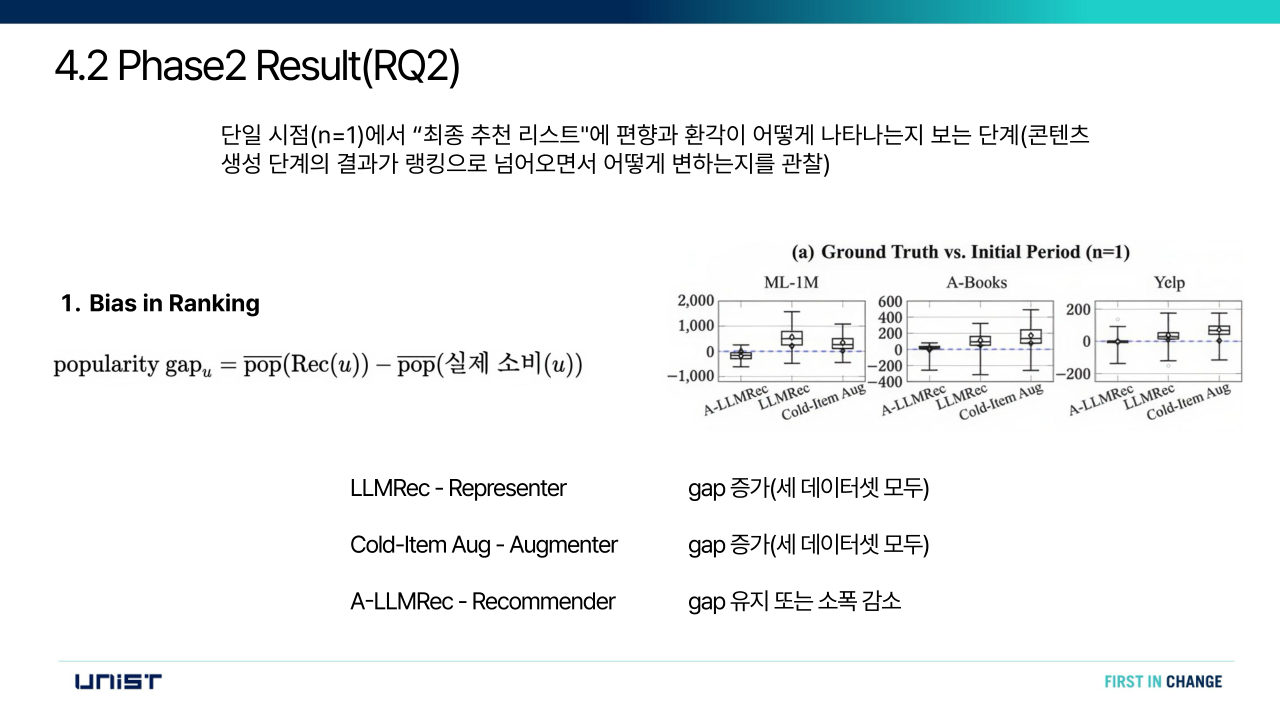 4.2 Phase2 Result(RQ2)
단일 시점(n=1)에서 “최종 추천 리스트"에 편향과 환각이 어떻게 나타나는지 보는 단계(콘텐츠
생성 단계의 결과가 랭킹으로 넘어오면서 어떻게 변하는지를 관찰)
1. Bias in Ranking
popularity gap_u = \overline{pop}(Rec(u)) − \overline{pop}(실제 소비(u))
(a) Ground Truth vs. Initial Period (n=1)
ML-1M
2,000
1,000
0
−1,000
A-LLMRec
LLMRec
Cold-Item Aug
A-Books
600
400
200
0
−200
−400
A-LLMRec
LLMRec
Cold-Item Aug
Yelp
200
0
−200
A-LLMRec
LLMRec
Cold-Item Aug
LLMRec - Representer gap 증가(세 데이터셋 모두)
Cold-Item Aug - Augmenter gap 증가(세 데이터셋 모두)
A-LLMRec - Recommender gap 유지 또는 소폭 감소
UNIST
FIRST IN CHANGE